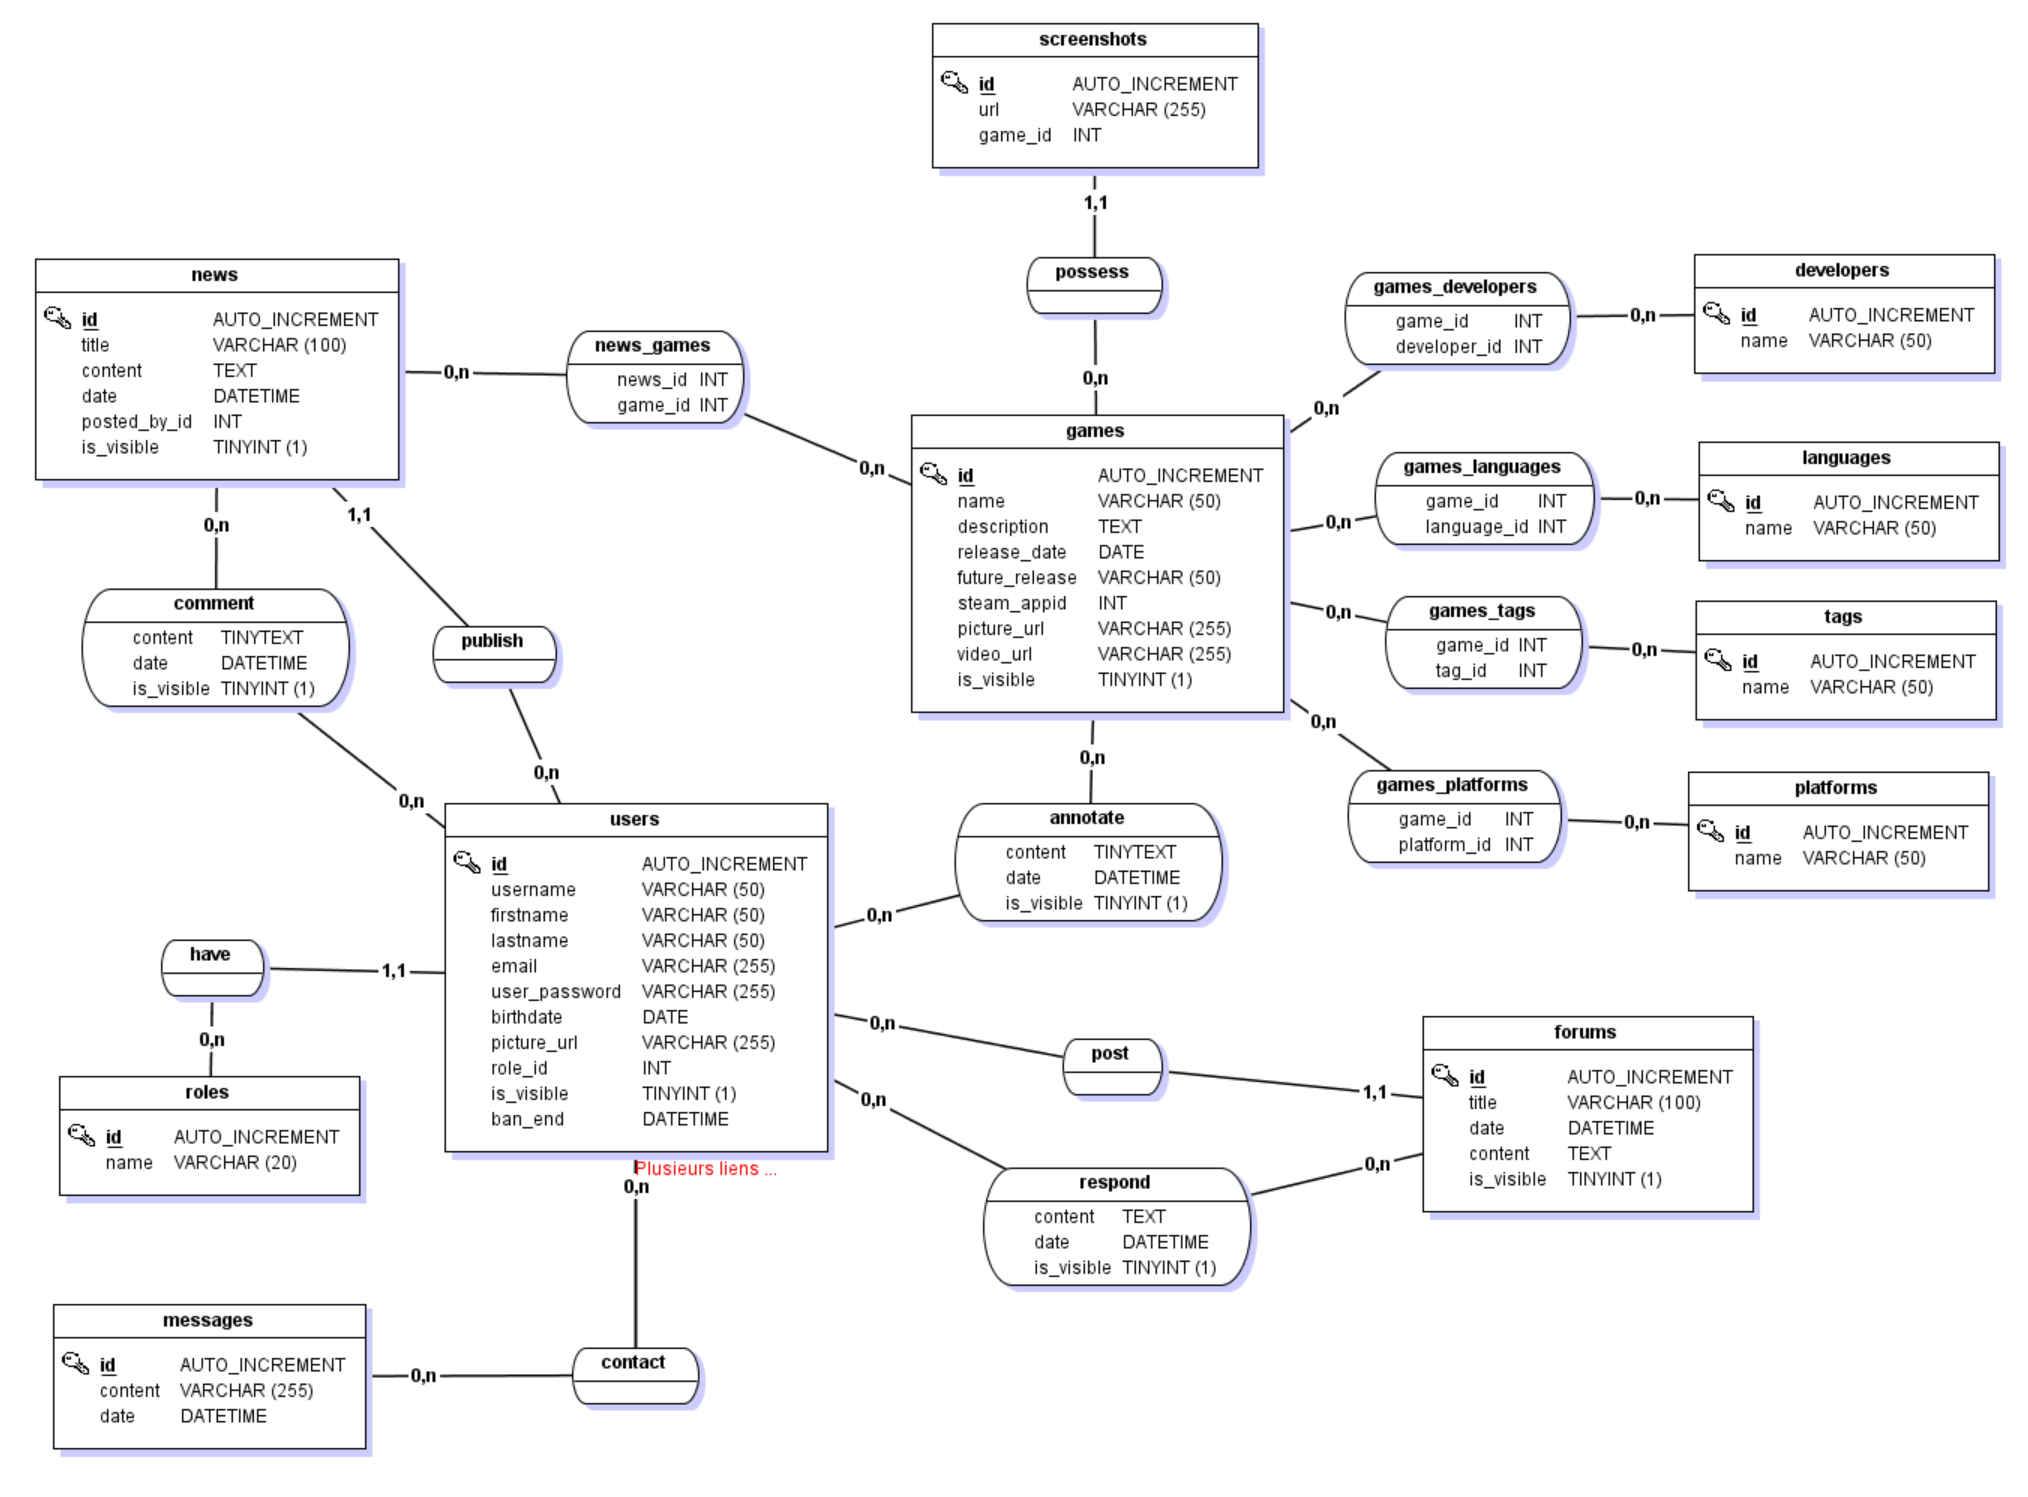 screenshots
id AUTO_INCREMENT
url VARCHAR (255)
game_id INT
1,1
possess
0,n
news
id AUTO_INCREMENT
title VARCHAR (100)
content TEXT
date DATETIME
posted_by_id INT
is_visible TINYINT (1)
0,n
news_games
news_id INT
game_id INT
0,n
games_developers
game_id INT
developer_id INT
0,n
0,n
developers
id AUTO_INCREMENT
name VARCHAR (50)
games
id AUTO_INCREMENT
name VARCHAR (50)
description TEXT
release_date DATE
future_release VARCHAR (50)
steam_appid INT
picture_url VARCHAR (255)
video_url VARCHAR (255)
is_visible TINYINT (1)
games_languages
game_id INT
language_id INT
0,n
0,n
languages
id AUTO_INCREMENT
name VARCHAR (50)
games_tags
game_id INT
tag_id INT
0,n
0,n
tags
id AUTO_INCREMENT
name VARCHAR (50)
0,n
games_platforms
game_id INT
platform_id INT
0,n
platforms
id AUTO_INCREMENT
name VARCHAR (50)
0,n
1,1
comment
content TINYTEXT
date DATETIME
is_visible TINYINT (1)
0,n
publish
0,n
0,n
annotate
content TINYTEXT
date DATETIME
is_visible TINYINT (1)
0,n
users
id AUTO_INCREMENT
username VARCHAR (50)
firstname VARCHAR (50)
lastname VARCHAR (50)
email VARCHAR (255)
user_password VARCHAR (255)
birthdate DATE
picture_url VARCHAR (255)
role_id INT
is_visible TINYINT (1)
ban_end DATETIME
have
1,1
0,n
roles
id AUTO_INCREMENT
name VARCHAR (20)
0,n
post
1,1
forums
id AUTO_INCREMENT
title VARCHAR (100)
date DATETIME
content TEXT
is_visible TINYINT (1)
0,n
0,n
respond
content TEXT
date DATETIME
is_visible TINYINT (1)
Plusieurs liens ...
0,n
messages
id AUTO_INCREMENT
content VARCHAR (255)
date DATETIME
0,n
contact